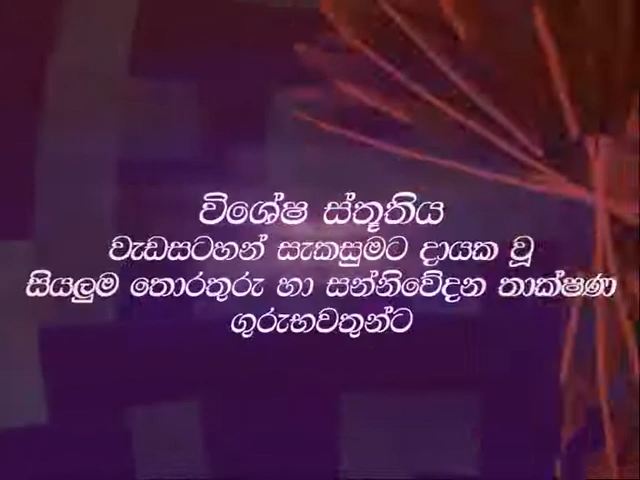 විශේෂ ස්තූතිය
වැඩසටහන් සැකසුමට දායක වූ
සියලුම තොරතුරු හා සන්නිවේදන තාක්ෂණ
ගුරුභවතුන්ට